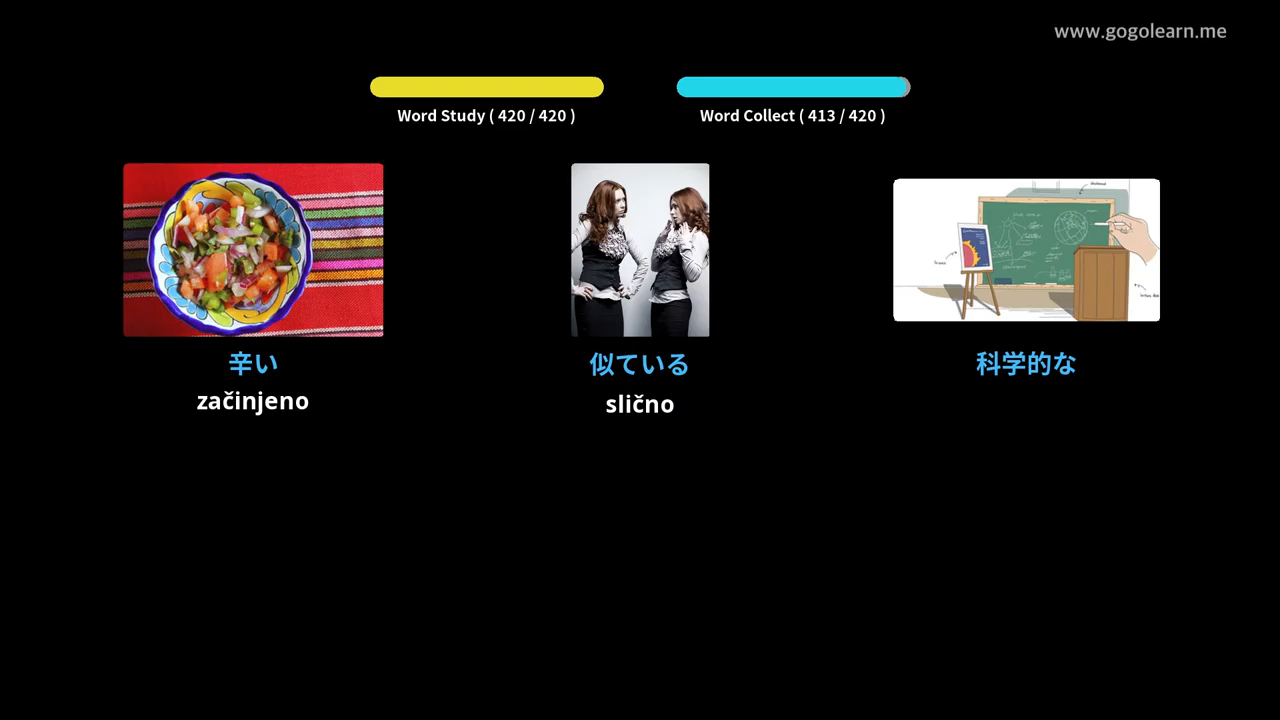 www.gogolearn.me
Word Study ( 420 / 420 )
Word Collect ( 413 / 420 )
辛い
似ている
科学的な
začinjeno
slično